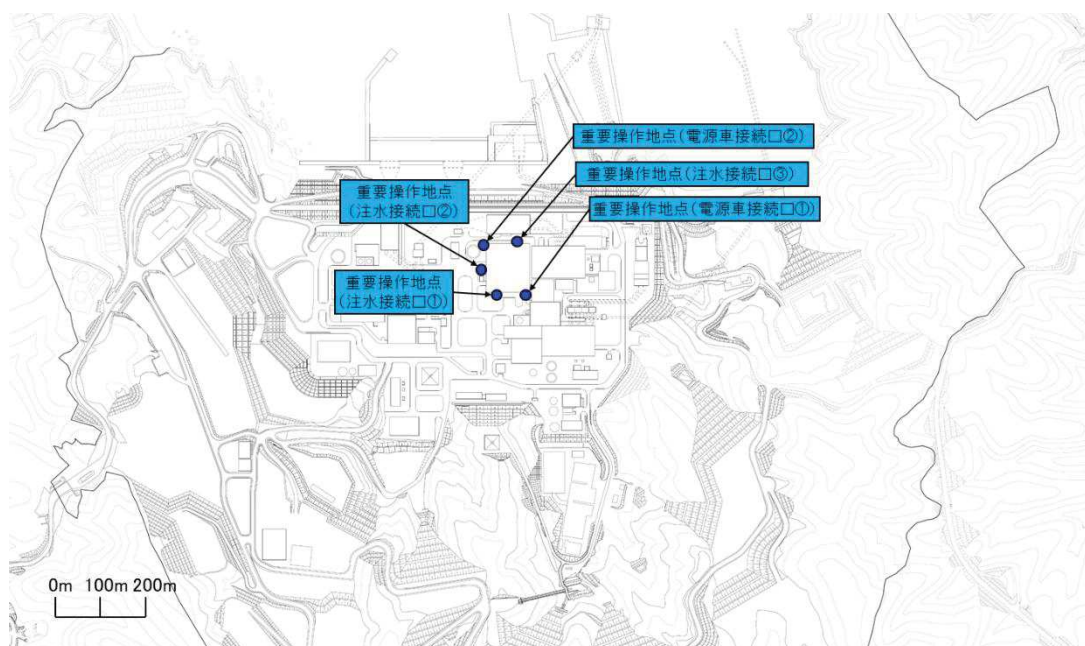 重要操作地点(電源車接続口②)
重要操作地点(注水接続口③)
重要操作地点
(注水接続口②)
重要操作地点(電源車接続口①)
重要操作地点
(注水接続口①)
0m 100m 200m